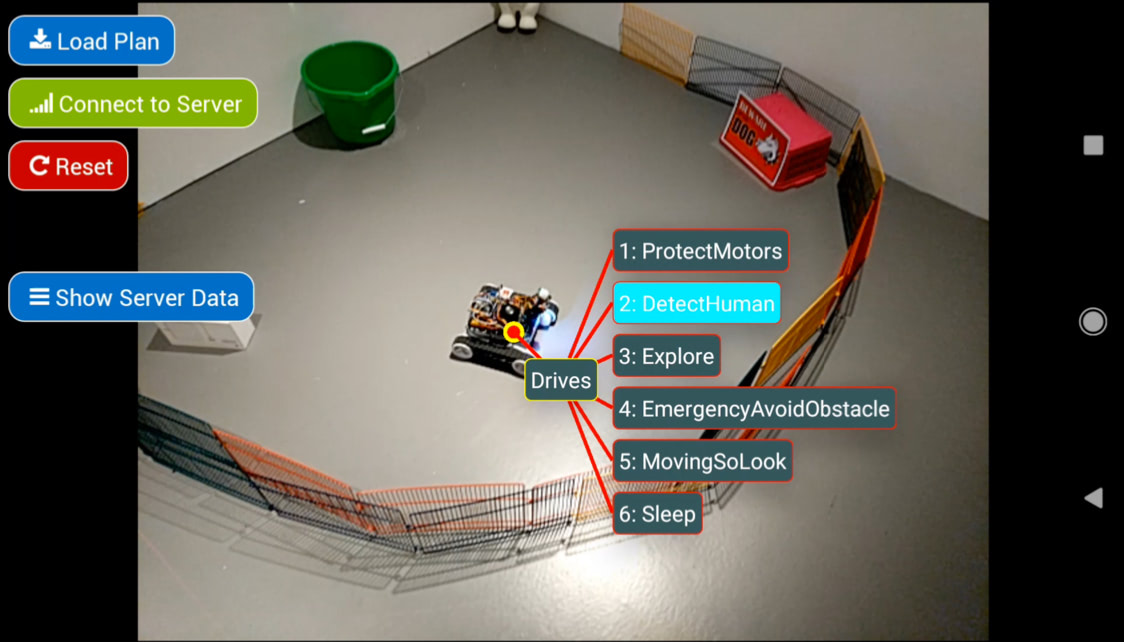 Load Plan
Connect to Server
Reset
Show Server Data
BEWARE
DOG
1: ProtectMotors
2: DetectHuman
3: Explore
Drives
4: EmergencyAvoidObstacle
5: MovingSoLook
6: Sleep